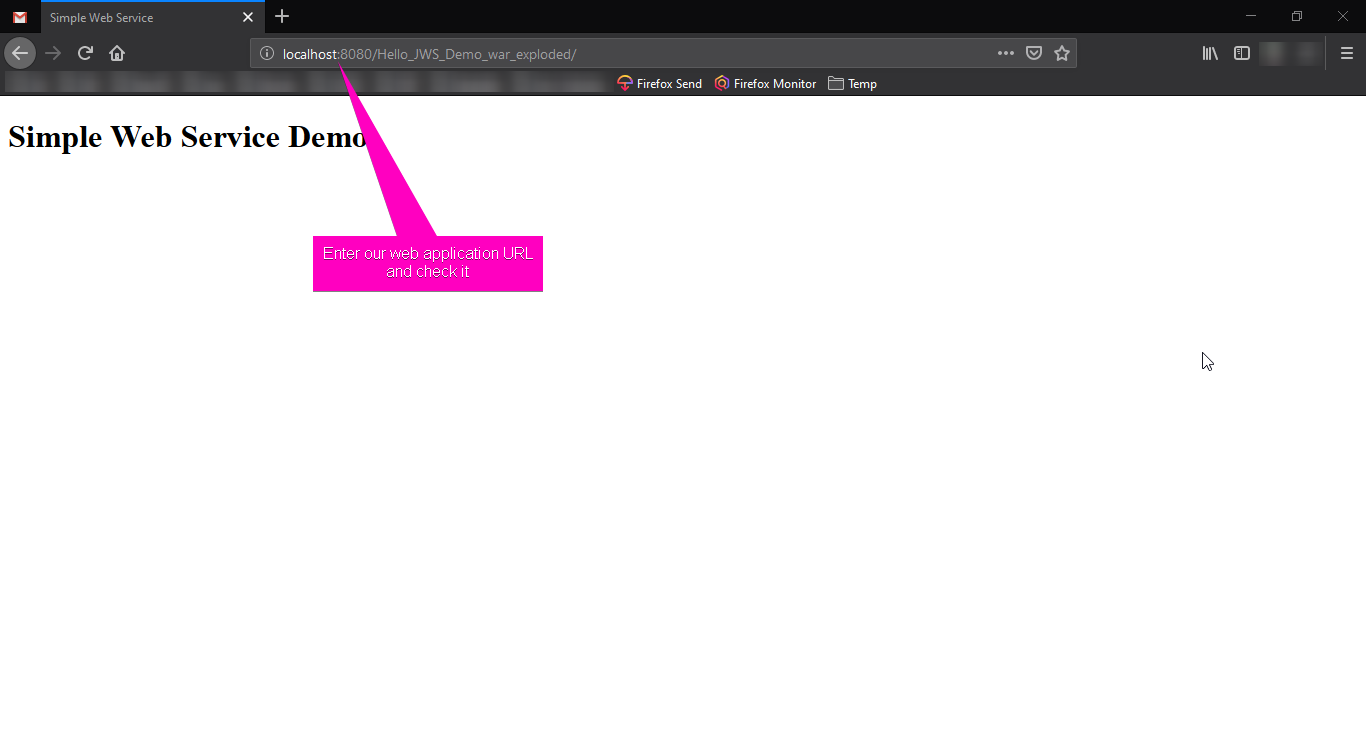 Simple Web Service
localhost:8080/Hello_JWS_Demo_war_exploded/
Firefox Send
Firefox Monitor
Temp
Simple Web Service Demo
Enter our web application URL
and check it